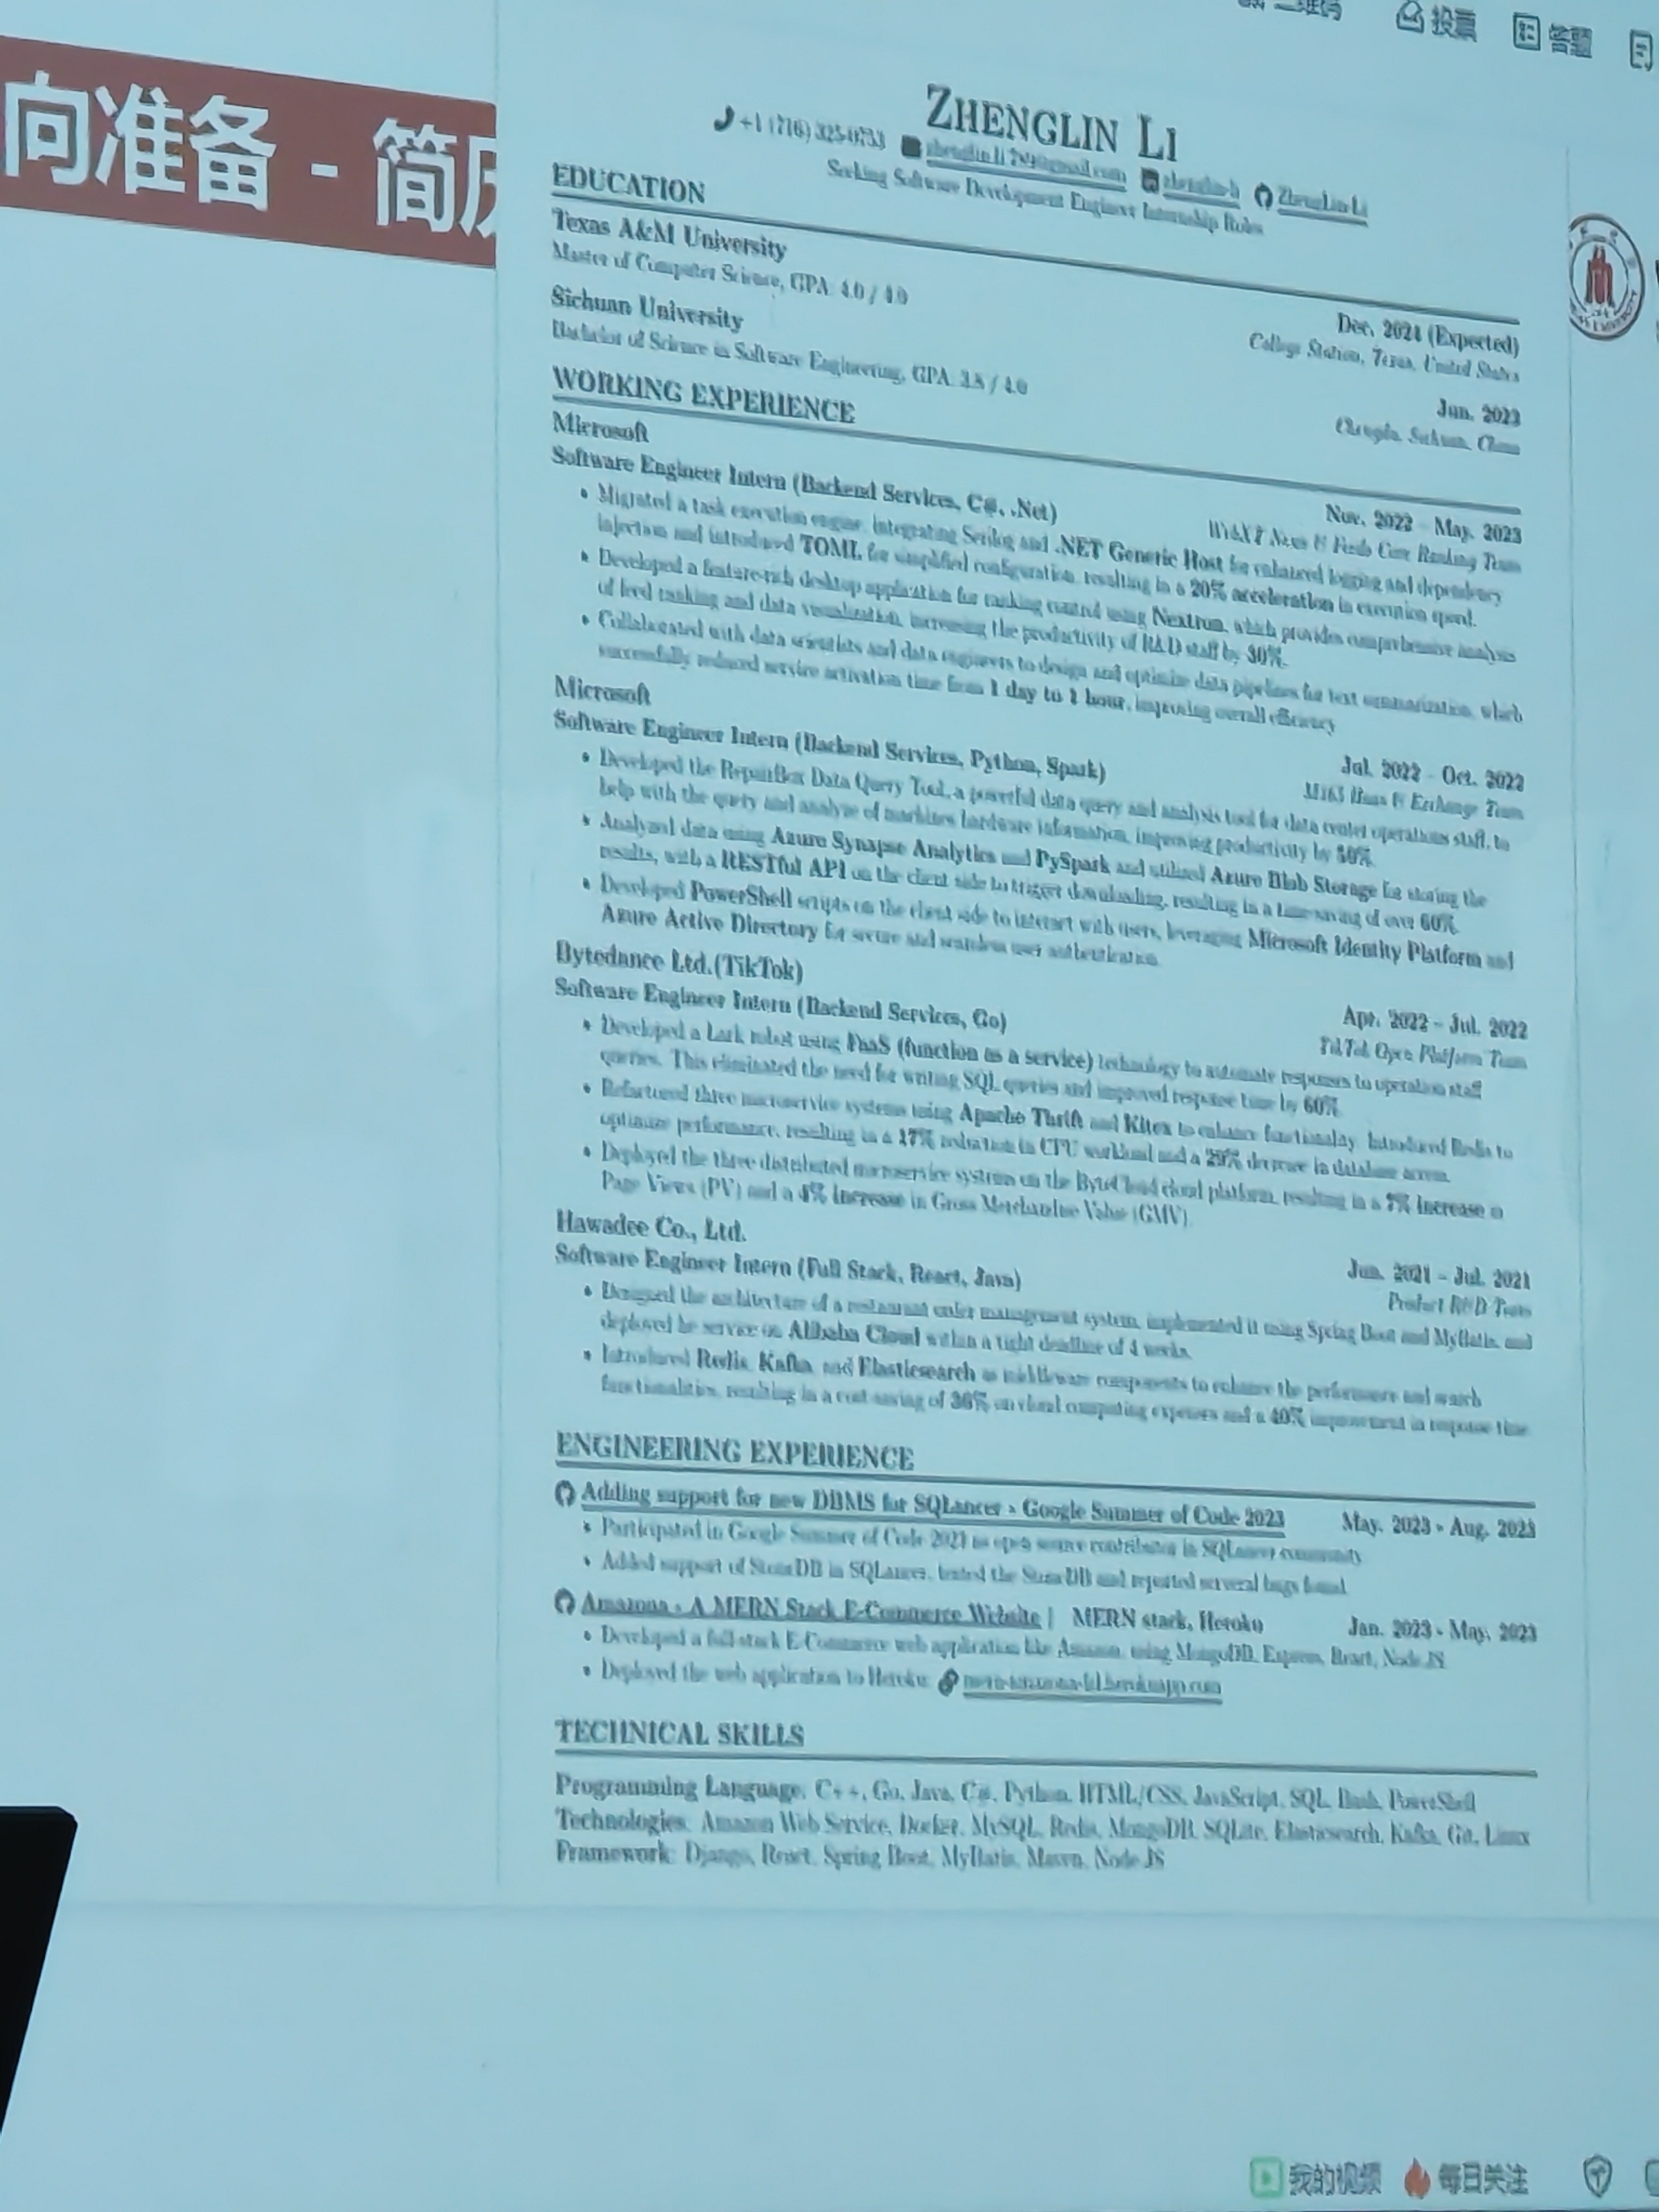 二维码 投票 答题
向准备 - 简历
ZHENGLIN LI
Zhenglin-Li
Seeking Software Development Engineer Internship Roles
EDUCATION
Texas A&M University
Dec. 2024 (Expected)
Master of Computer Science, GPA: 4.0 / 4.0
College Station, Texas, United States
Sichuan University
Jun. 2023
Bachelor of Science in Software Engineering, GPA: 3.8 / 4.0
Chengdu, Sichuan, China
WORKING EXPERIENCE
Microsoft
Nov. 2022 - May. 2023
Software Engineer Intern (Backend Services, C#, .Net)
News & Feeds Core Ranking Team
• Migrated a task execution engine, integrating Serilog and .NET Generic Host for enhanced logging and dependency
injection and introduced TOML for simplified configuration, resulting in a 20% acceleration in execution speed.
• Developed a feature-rich desktop application for ranking control using Nextron, which provides comprehensive analysis
of feed ranking and data visualization, increasing the productivity of R&D staff by 30%.
• Collaborated with data scientists and data engineers to design and optimize data pipelines for text summarization, which
successfully reduced service activation time from 1 day to 1 hour, improving overall efficiency
Microsoft
Jul. 2022 - Oct. 2022
Software Engineer Intern (Backend Services, Python, Spark)
Exchange Team
• Developed the RepairBox Data Query Tool, a powerful data query and analysis tool for data center operations staff, to
help with the query and analyze of machines hardware information, improving productivity by 50%.
• Analyzed data using Azure Synapse Analytics and PySpark and utilized Azure Blob Storage for storing the
results, with a RESTful API on the client side to trigger downloading, resulting in a time-saving of over 60%.
• Developed PowerShell scripts on the client side to interact with users, leveraging Microsoft Identity Platform and
Azure Active Directory for secure and seamless user authentication.
Bytedance Ltd.(TikTok)
Apr. 2022 - Jul. 2022
Software Engineer Intern (Backend Services, Go)
TikTok Open Platform Team
• Developed a Lark robot using FaaS (function as a service) technology to automate responses to operation staff
queries. This eliminated the need for writing SQL queries and improved response time by 60%.
• Refactored three microservice systems using Apache Thrift and Kitex to enhance functionality. Introduced Redis to
optimize performance, resulting in a 17% reduction in CPU workload and a 29% decrease in database access.
• Deployed the three distributed microservice systems on the ByteCloud cloud platform, resulting in a 7% increase in
Page Views (PV) and a 4% increase in Gross Merchandise Value (GMV).
Hawadee Co., Ltd.
Jun. 2021 - Jul. 2021
Software Engineer Intern (Full Stack, React, Java)
Product R&D Team
• Designed the architecture of a restaurant order management system, implemented it using Spring Boot and MyBatis, and
deployed he service on Alibaba Cloud within a tight deadline of 4 weeks.
• Introduced Redis, Kafka, and Elasticsearch as middleware components to enhance the performance and search
functionalities, resulting in a cost-saving of 36% on cloud computing expenses and a 40% improvement in response time
ENGINEERING EXPERIENCE
Adding support for new DBMS for SQLancer - Google Summer of Code 2023 May. 2023 - Aug. 2023
• Participated in Google Summer of Code 2023 as open source contributor in SQLancer community
• Added support of StoneDB in SQLancer, tested the StoneDB and reported several bugs found.
Amazona - A MERN Stack E-Commerce Website | MERN stack, Heroku Jan. 2023 - May. 2023
• Developed a full-stack E-Commerce web application like Amazon, using MongoDB, Express, React, Node.JS
• Deployed the web application to Heroku:
TECHNICAL SKILLS
Programming Language: C++, Go, Java, C#, Python, HTML/CSS, JavaScript, SQL, Bash, PowerShell
Technologies: Amazon Web Service, Docker, MySQL, Redis, MongoDB, SQLite, Elasticsearch, Kafka, Git, Linux
Framework: Django, React, Spring Boot, MyBatis, Maven, Node.JS
我的视频 每日关注